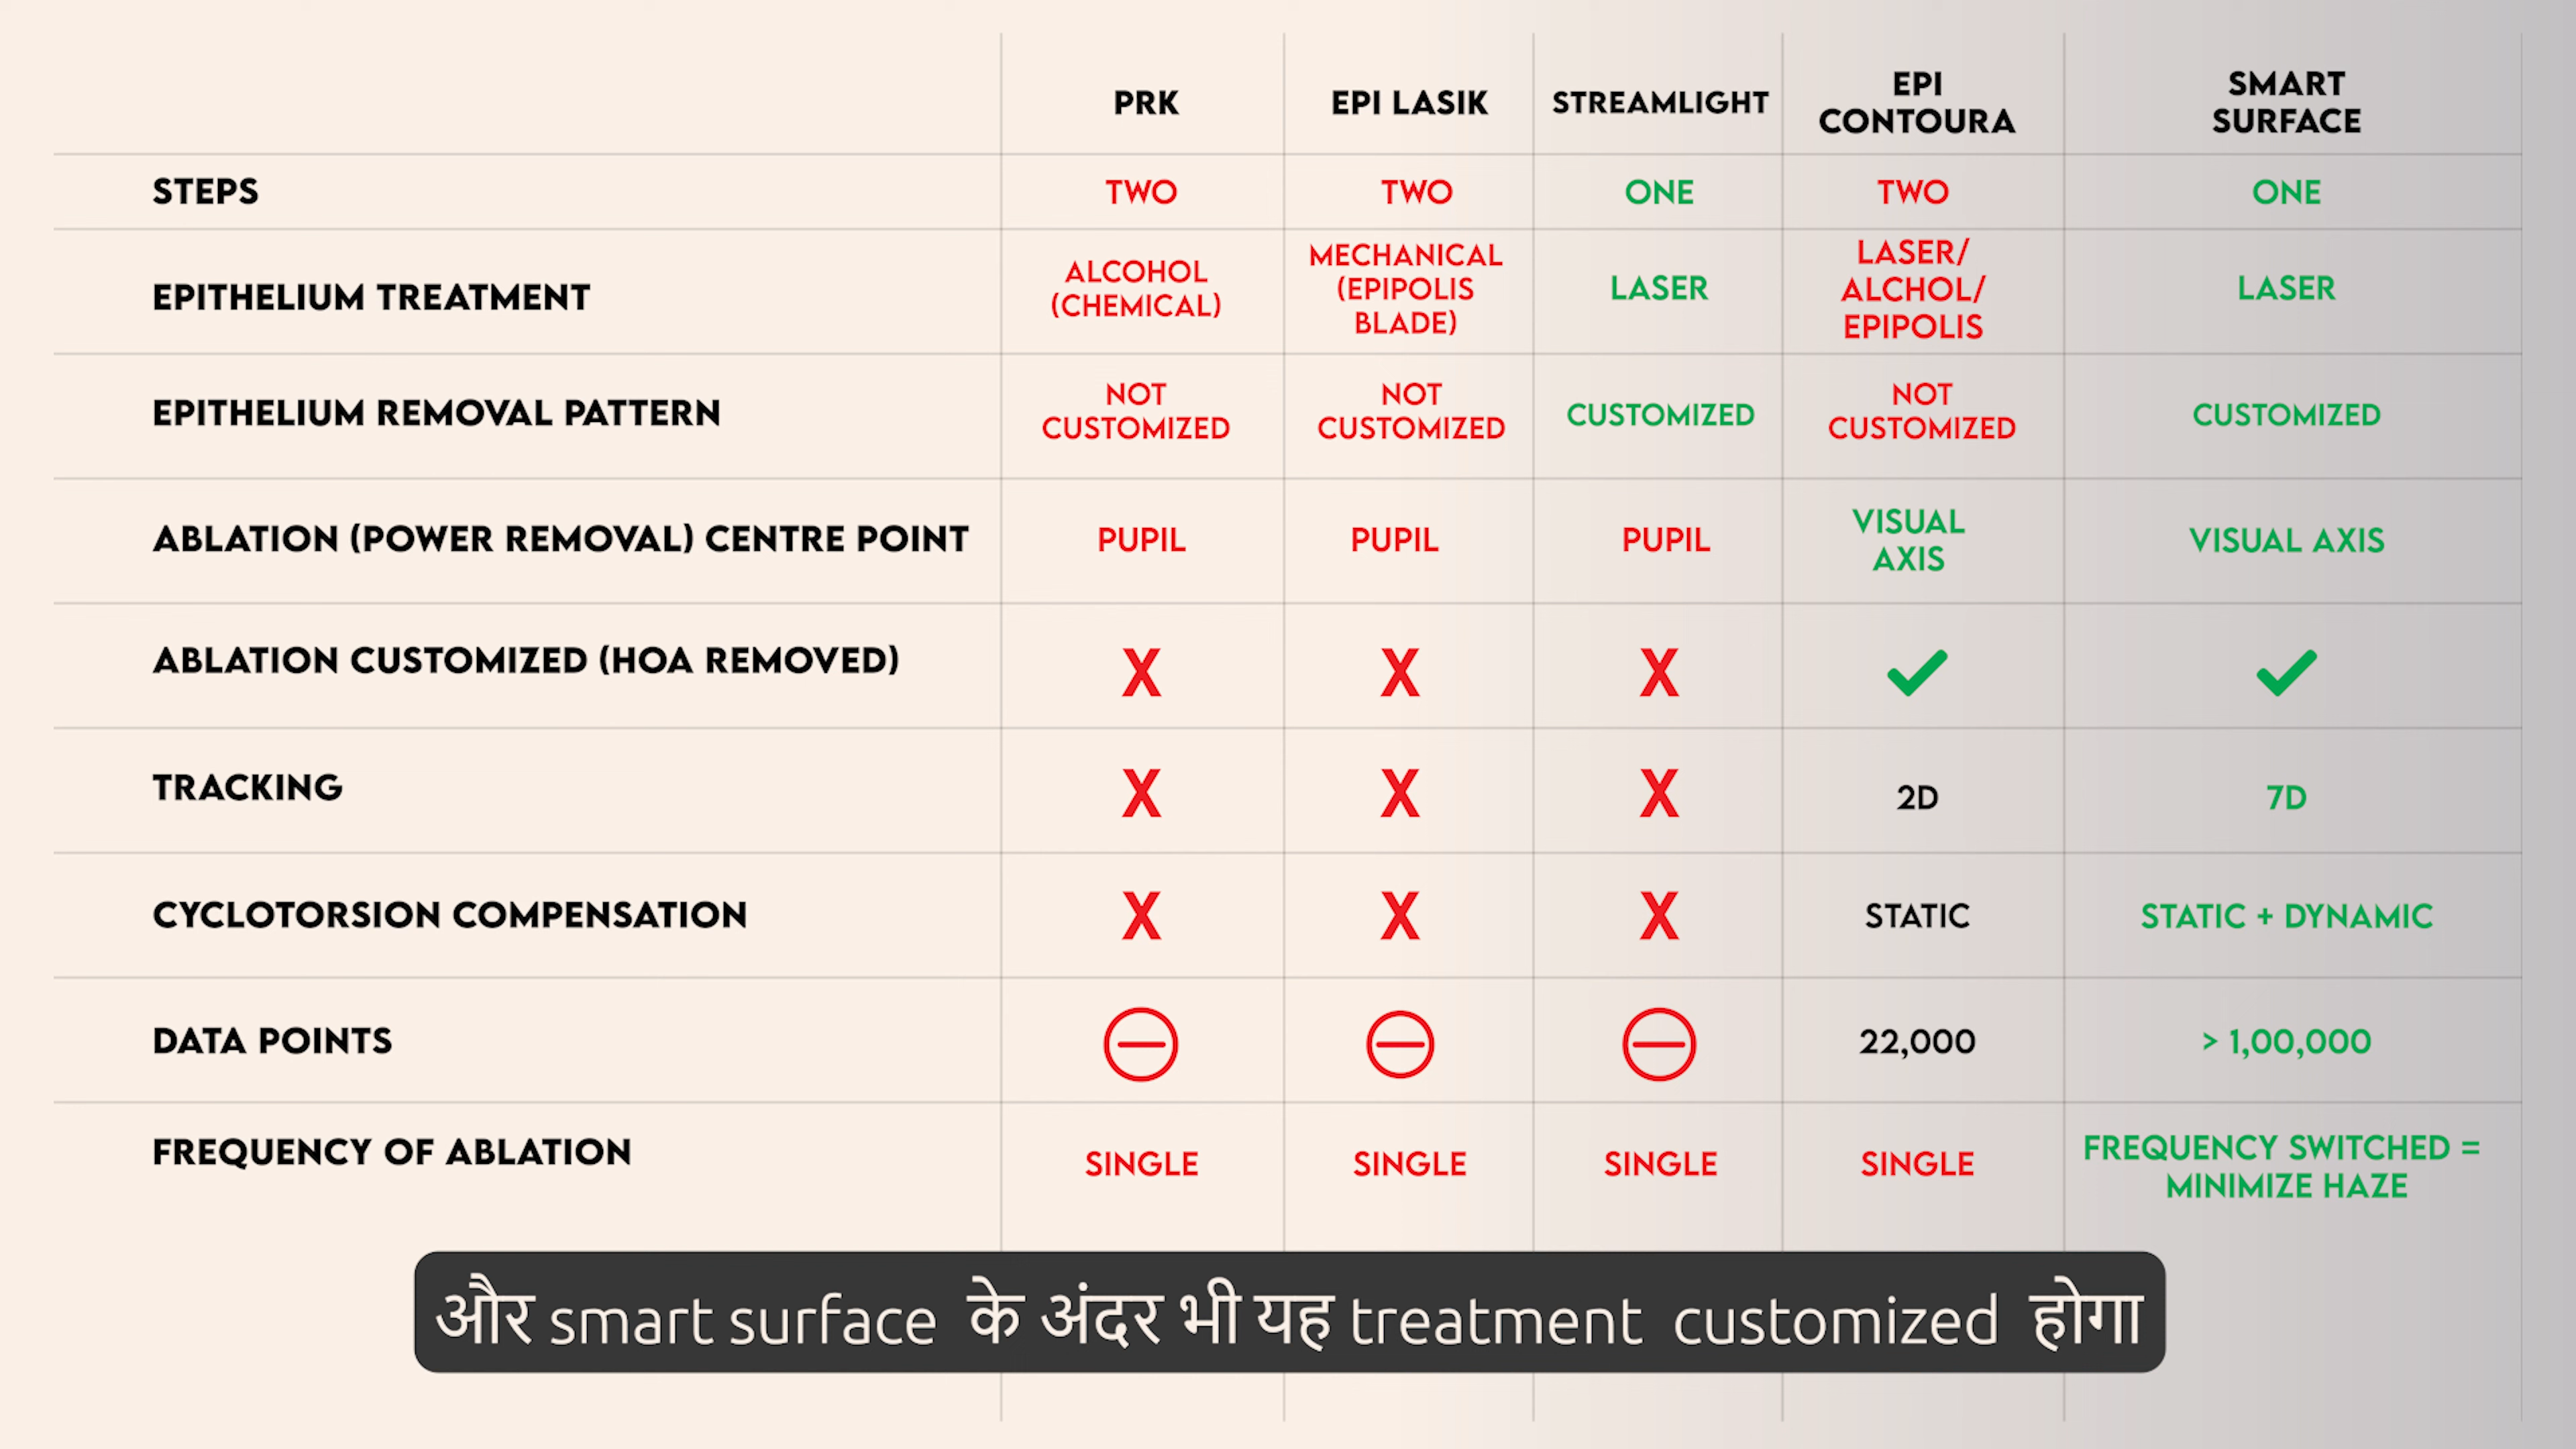 PRK
EPI LASIK
STREAMLIGHT
EPI
CONTOURA
SMART
SURFACE
STEPS
TWO
TWO
ONE
TWO
ONE
EPITHELIUM TREATMENT
ALCOHOL
(CHEMICAL)
MECHANICAL
(EPIPOLIS
BLADE)
LASER
LASER/
ALCHOL/
EPIPOLIS
LASER
EPITHELIUM REMOVAL PATTERN
NOT
CUSTOMIZED
NOT
CUSTOMIZED
CUSTOMIZED
NOT
CUSTOMIZED
CUSTOMIZED
ABLATION (POWER REMOVAL) CENTRE POINT
PUPIL
PUPIL
PUPIL
VISUAL
AXIS
VISUAL AXIS
ABLATION CUSTOMIZED (HOA REMOVED)
X
X
X
TRACKING
X
X
X
2D
7D
CYCLOTORSION COMPENSATION
X
X
X
STATIC
STATIC + DYNAMIC
DATA POINTS
22,000
> 1,00,000
FREQUENCY OF ABLATION
SINGLE
SINGLE
SINGLE
SINGLE
FREQUENCY SWITCHED =
MINIMIZE HAZE
और smart surface के अंदर भी यह treatment customized होगा